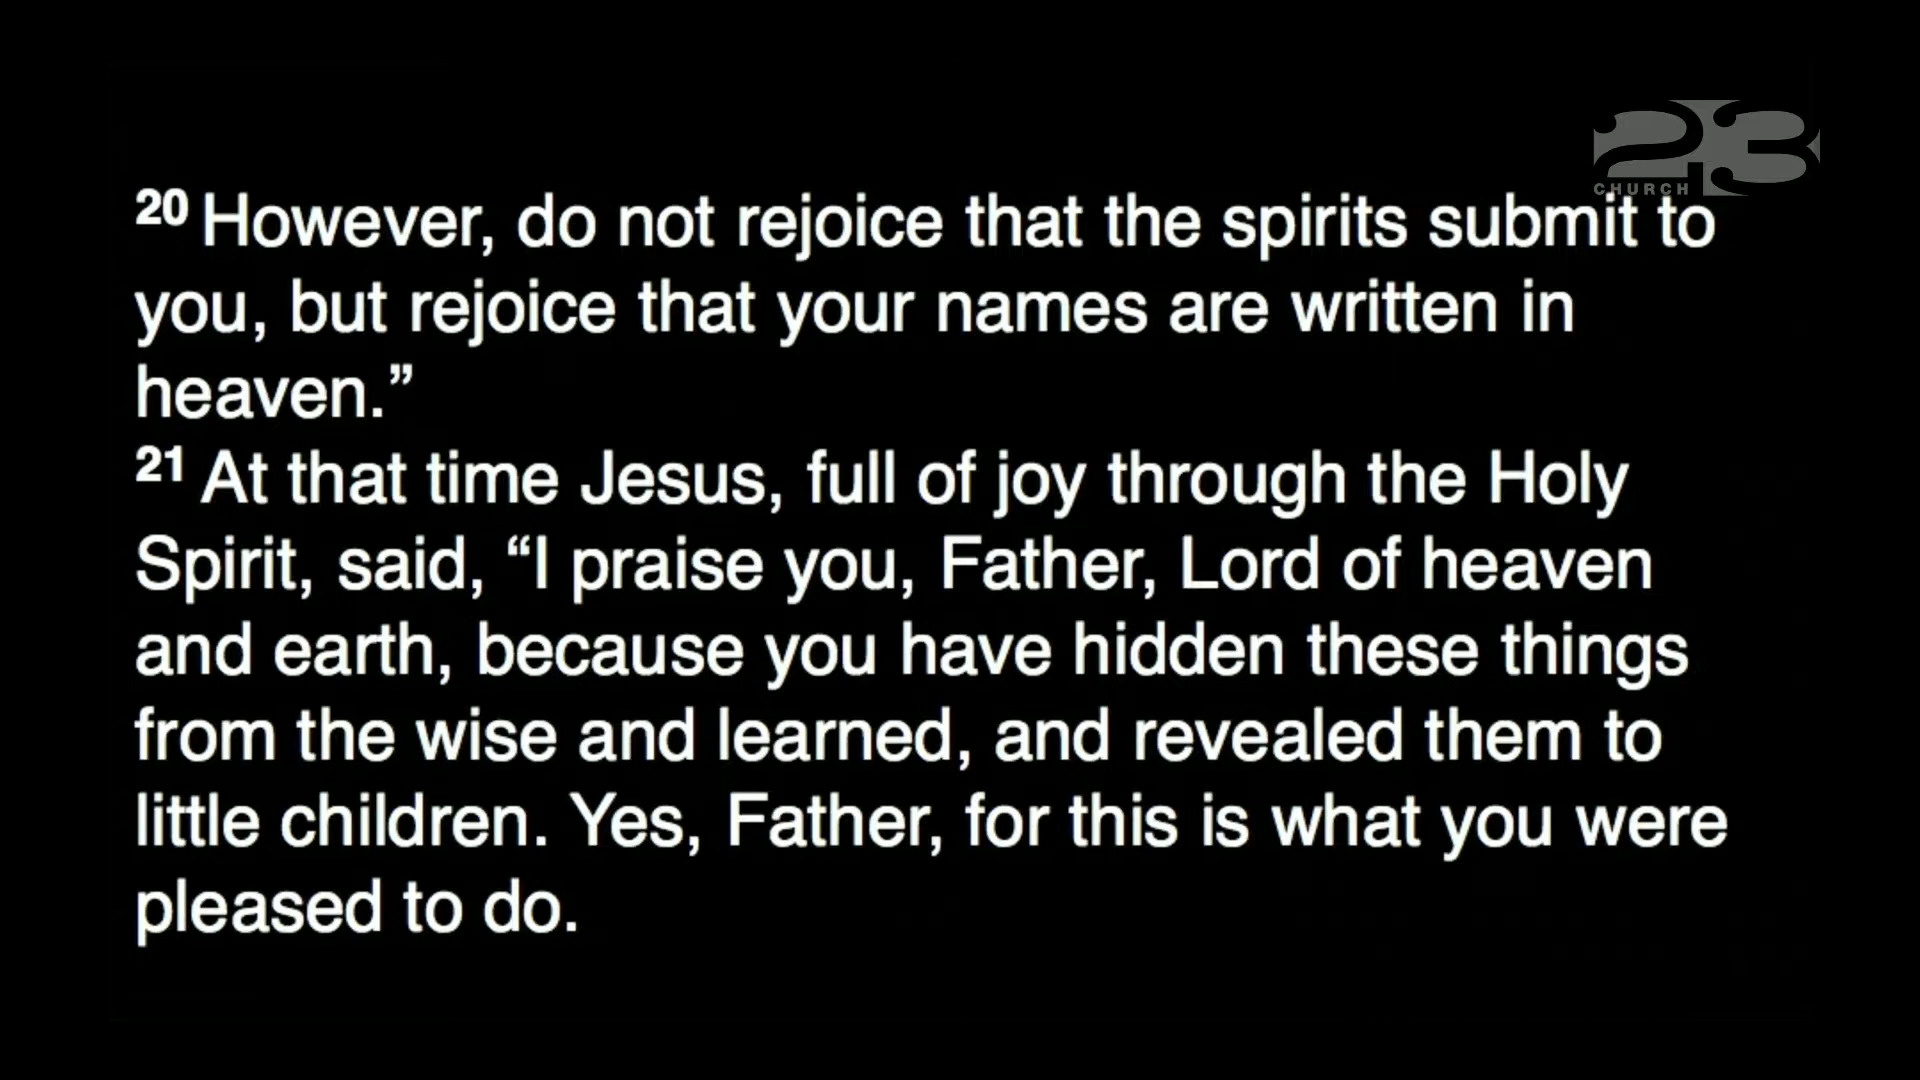 23
CHURCH
20 However, do not rejoice that the spirits submit to
you, but rejoice that your names are written in
heaven.”
21 At that time Jesus, full of joy through the Holy
Spirit, said, “I praise you, Father, Lord of heaven
and earth, because you have hidden these things
from the wise and learned, and revealed them to
little children. Yes, Father, for this is what you were
pleased to do.